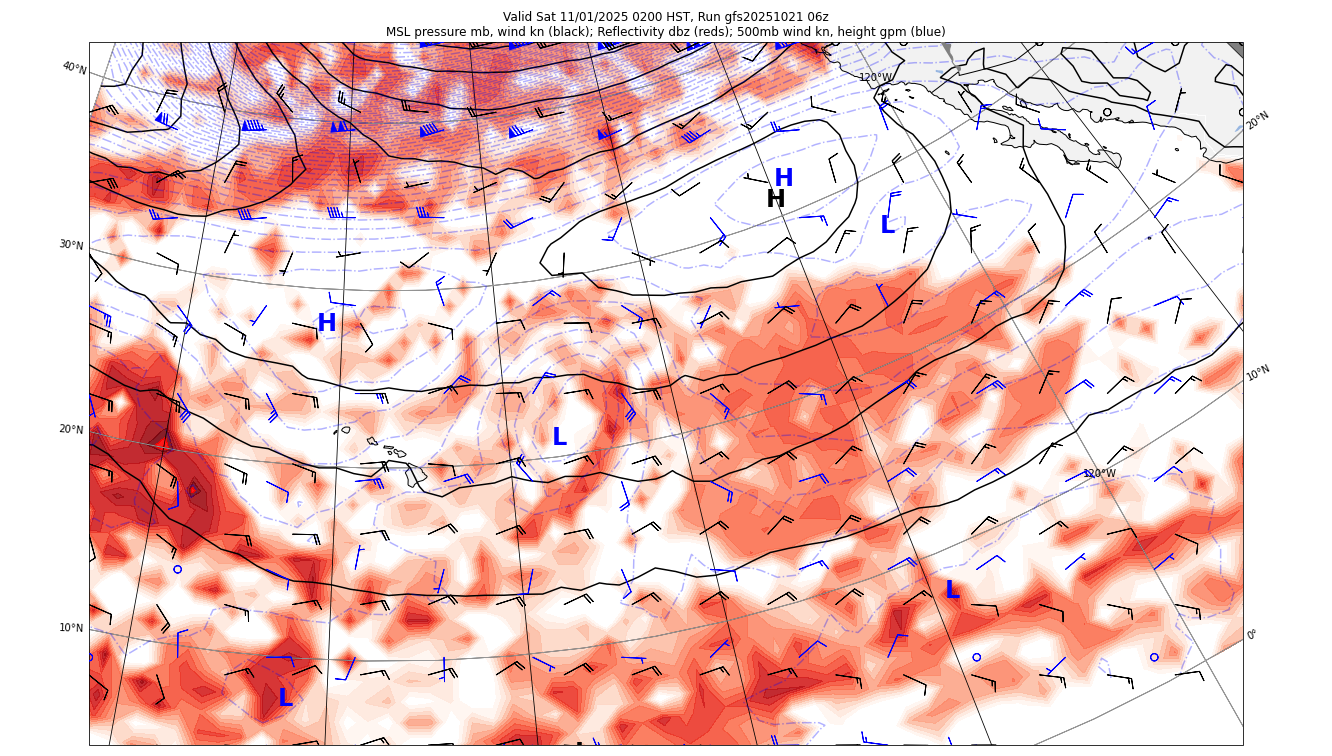 Valid Sat 11/01/2025 0200 HST, Run gfs20251021 06z
MSL pressure mb, wind kn (black); Reflectivity dbz (reds); 500mb wind kn, height gpm (blue)
40°N
120°W
20°N
H
H
L
30°N
H
10°N
20°N
L
120°W
L
10°N
0°
L